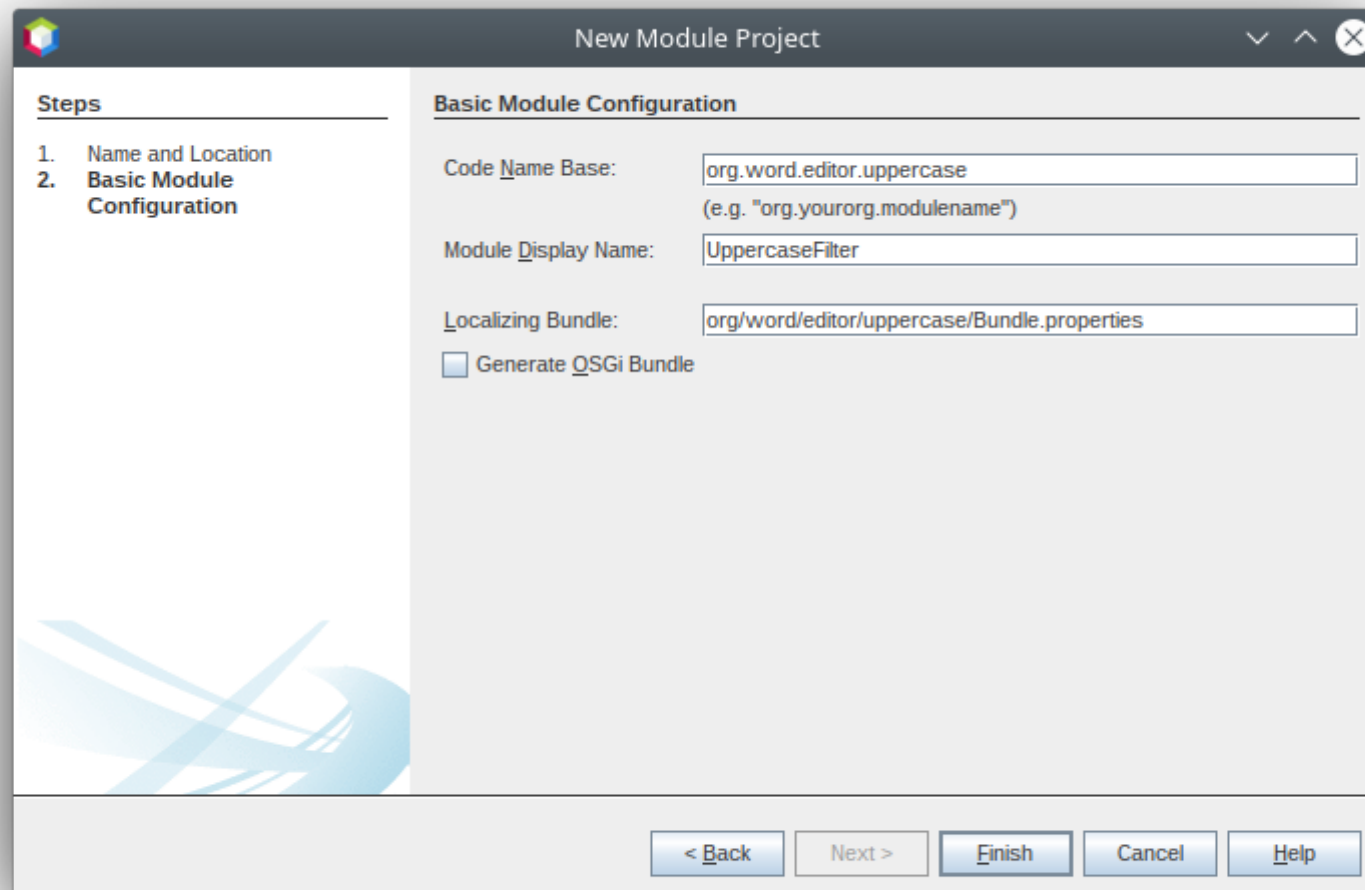 New Module Project
Steps
1. Name and Location
2. Basic Module
Configuration
Basic Module Configuration
Code Name Base: org.word.editor.uppercase
(e.g. "org.yourorg.modulename")
Module Display Name: UppercaseFilter
Localizing Bundle: org/word/editor/uppercase/Bundle.properties
Generate OSGi Bundle
< Back Next > Finish Cancel Help